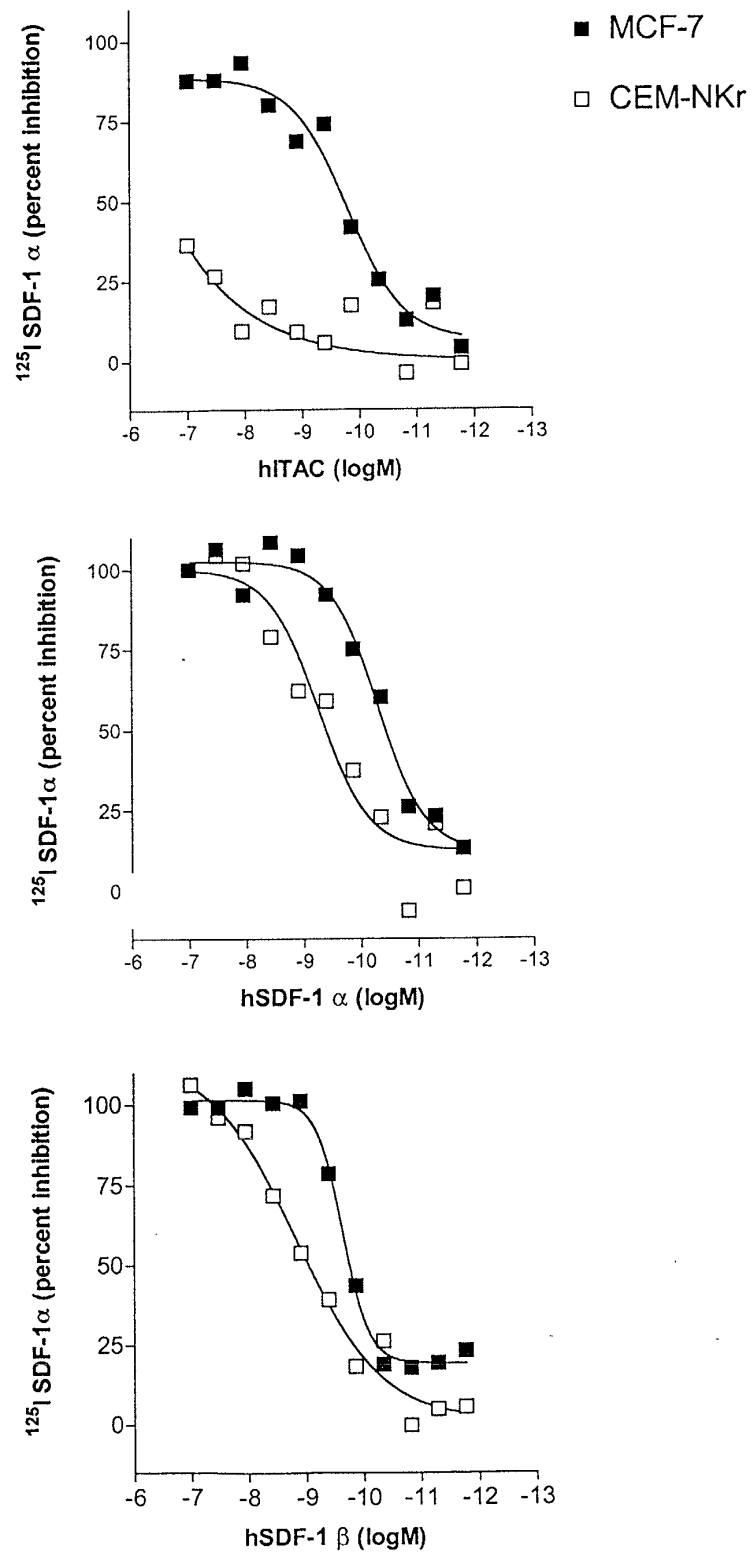 ■ MCF-7
□ CEM-NKr
¹²⁵I SDF-1 α (percent inhibition)
100
75
50
25
0
-6 -7 -8 -9 -10 -11 -12 -13
hITAC (logM)
¹²⁵I SDF-1α (percent inhibition)
100
75
50
25
0
-6 -7 -8 -9 -10 -11 -12 -13
hSDF-1 α (logM)
¹²⁵I SDF-1α (percent inhibition)
100
75
50
25
0
-6 -7 -8 -9 -10 -11 -12 -13
hSDF-1 β (logM)